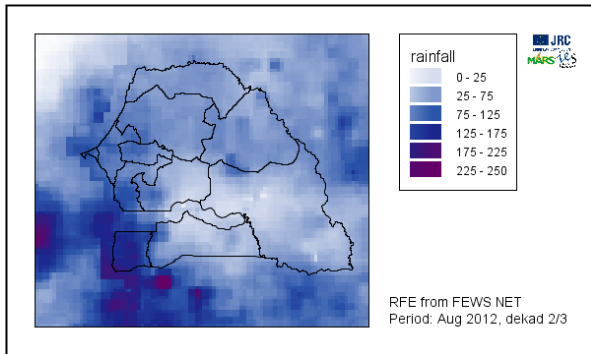 rainfall
0 - 25
25 - 75
75 - 125
125 - 175
175 - 225
225 - 250
JRC
MARS
RFE from FEWS NET
Period: Aug 2012, dekad 2/3